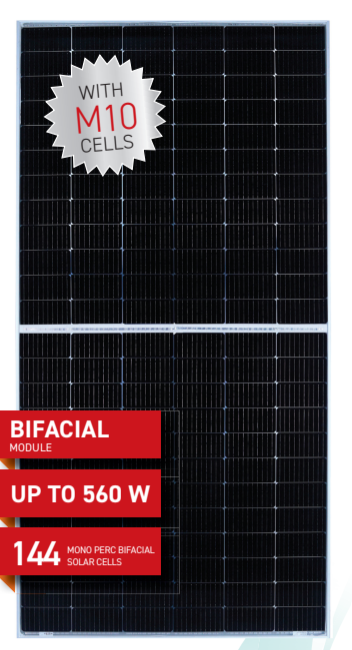 WITH
M10
CELLS
BIFACIAL
MODULE
UP TO 560 W
144 MONO PERC BIFACIAL
SOLAR CELLS